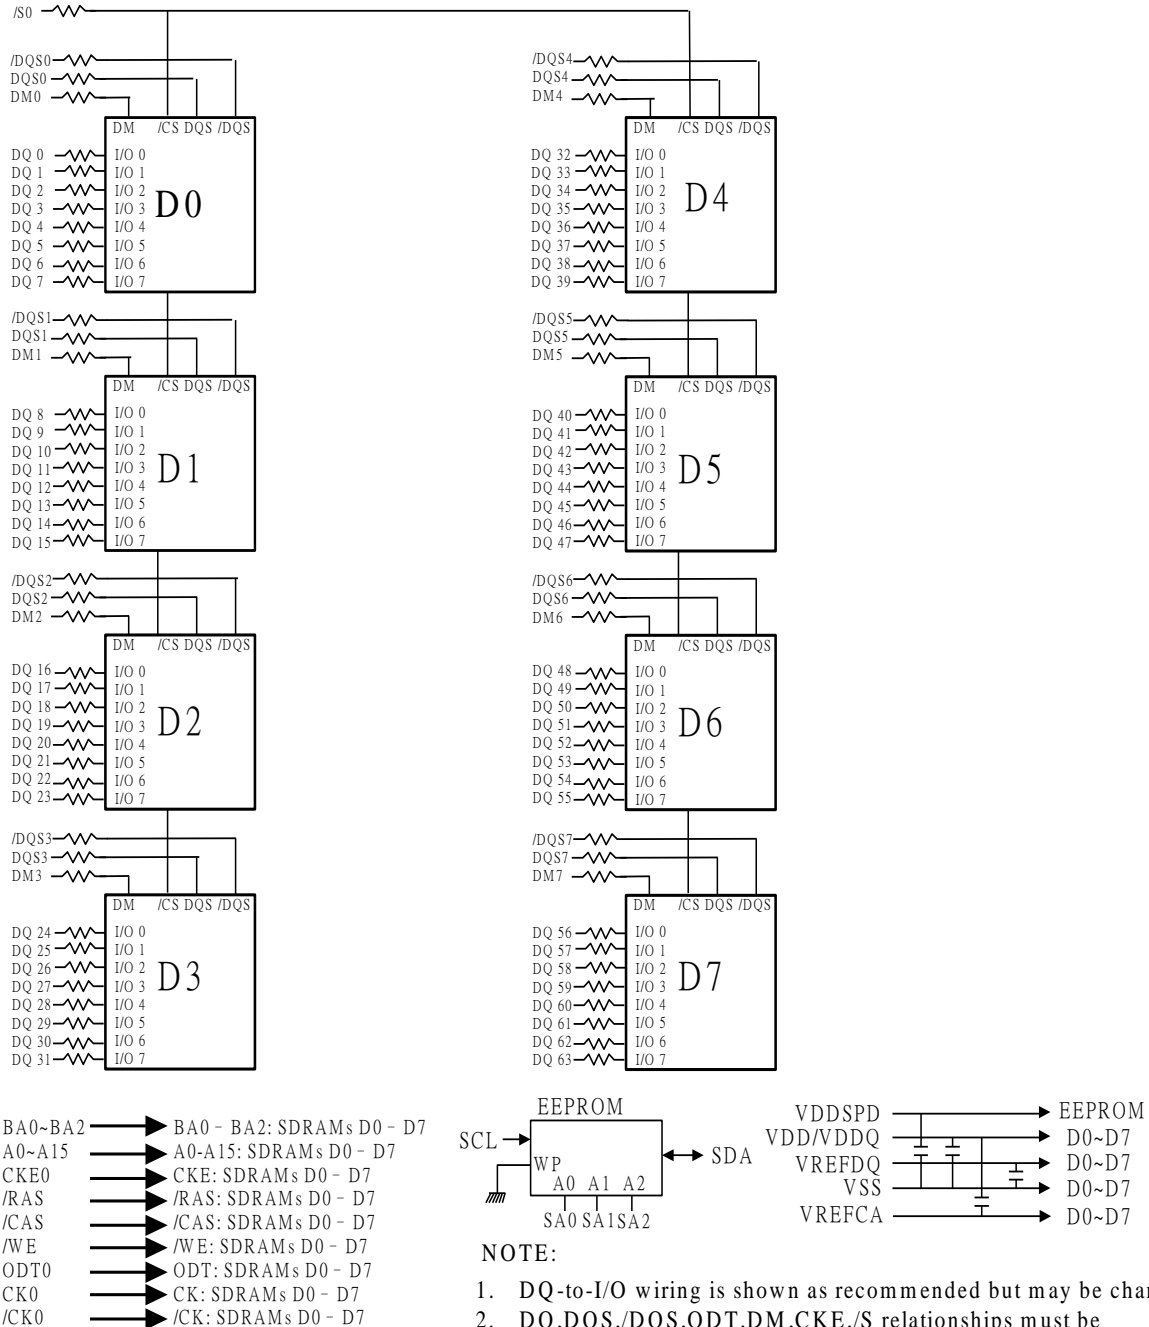 /S0
/DQS0
DQS0
DM0
DM /CS DQS /DQS
DQ 0 I/O 0
DQ 1 I/O 1
DQ 2 I/O 2
DQ 3 I/O 3
DQ 4 I/O 4
DQ 5 I/O 5
DQ 6 I/O 6
DQ 7 I/O 7
D0
/DQS1
DQS1
DM1
DM /CS DQS /DQS
DQ 8 I/O 0
DQ 9 I/O 1
DQ 10 I/O 2
DQ 11 I/O 3
DQ 12 I/O 4
DQ 13 I/O 5
DQ 14 I/O 6
DQ 15 I/O 7
D1
/DQS2
DQS2
DM2
DM /CS DQS /DQS
DQ 16 I/O 0
DQ 17 I/O 1
DQ 18 I/O 2
DQ 19 I/O 3
DQ 20 I/O 4
DQ 21 I/O 5
DQ 22 I/O 6
DQ 23 I/O 7
D2
/DQS3
DQS3
DM3
DM /CS DQS /DQS
DQ 24 I/O 0
DQ 25 I/O 1
DQ 26 I/O 2
DQ 27 I/O 3
DQ 28 I/O 4
DQ 29 I/O 5
DQ 30 I/O 6
DQ 31 I/O 7
D3
/DQS4
DQS4
DM4
DM /CS DQS /DQS
DQ 32 I/O 0
DQ 33 I/O 1
DQ 34 I/O 2
DQ 35 I/O 3
DQ 36 I/O 4
DQ 37 I/O 5
DQ 38 I/O 6
DQ 39 I/O 7
D4
/DQS5
DQS5
DM5
DM /CS DQS /DQS
DQ 40 I/O 0
DQ 41 I/O 1
DQ 42 I/O 2
DQ 43 I/O 3
DQ 44 I/O 4
DQ 45 I/O 5
DQ 46 I/O 6
DQ 47 I/O 7
D5
/DQS6
DQS6
DM6
DM /CS DQS /DQS
DQ 48 I/O 0
DQ 49 I/O 1
DQ 50 I/O 2
DQ 51 I/O 3
DQ 52 I/O 4
DQ 53 I/O 5
DQ 54 I/O 6
DQ 55 I/O 7
D6
/DQS7
DQS7
DM7
DM /CS DQS /DQS
DQ 56 I/O 0
DQ 57 I/O 1
DQ 58 I/O 2
DQ 59 I/O 3
DQ 60 I/O 4
DQ 61 I/O 5
DQ 62 I/O 6
DQ 63 I/O 7
D7
BA0~BA2 BA0 - BA2: SDRAMs D0 - D7
A0~A15 A0-A15: SDRAMs D0 - D7
CKE0 CKE: SDRAMs D0 - D7
/RAS /RAS: SDRAMs D0 - D7
/CAS /CAS: SDRAMs D0 - D7
/WE /WE: SDRAMs D0 - D7
ODT0 ODT: SDRAMs D0 - D7
CK0 CK: SDRAMs D0 - D7
/CK0 /CK: SDRAMs D0 - D7
EEPROM
SCL
WP
SDA
A0 A1 A2
SA0 SA1 SA2
VDDSPD EEPROM
VDD/VDDQ D0~D7
VREFDQ D0~D7
VSS D0~D7
VREFCA D0~D7
NOTE:
1. DQ-to-I/O wiring is shown as recommended but may be
2. DQ,DQS,/DQS,ODT,DM,CKE,/S relationships must be